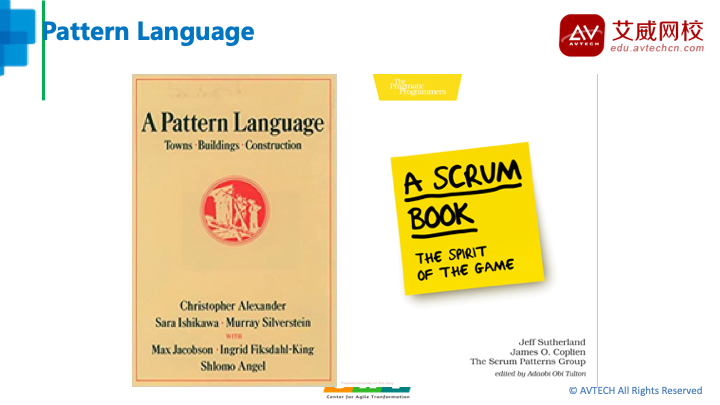 Pattern Language
AV
AVTECH
艾威网校
edu.avtechcn.com
A Pattern Language
Towns · Buildings · Construction
Christopher Alexander
Sara Ishikawa · Murray Silverstein
WITH
Max Jacobson · Ingrid Fiksdahl-King
Shlomo Angel
The
Pragmatic
Programmers
A SCRUM
BOOK
THE SPIRIT
OF THE GAME
Jeff Sutherland
James O. Coplien
The Scrum Patterns Group
edited by Adaobi Obi Tulton
Center for Agile Transformation
© AVTECH All Rights Reserved